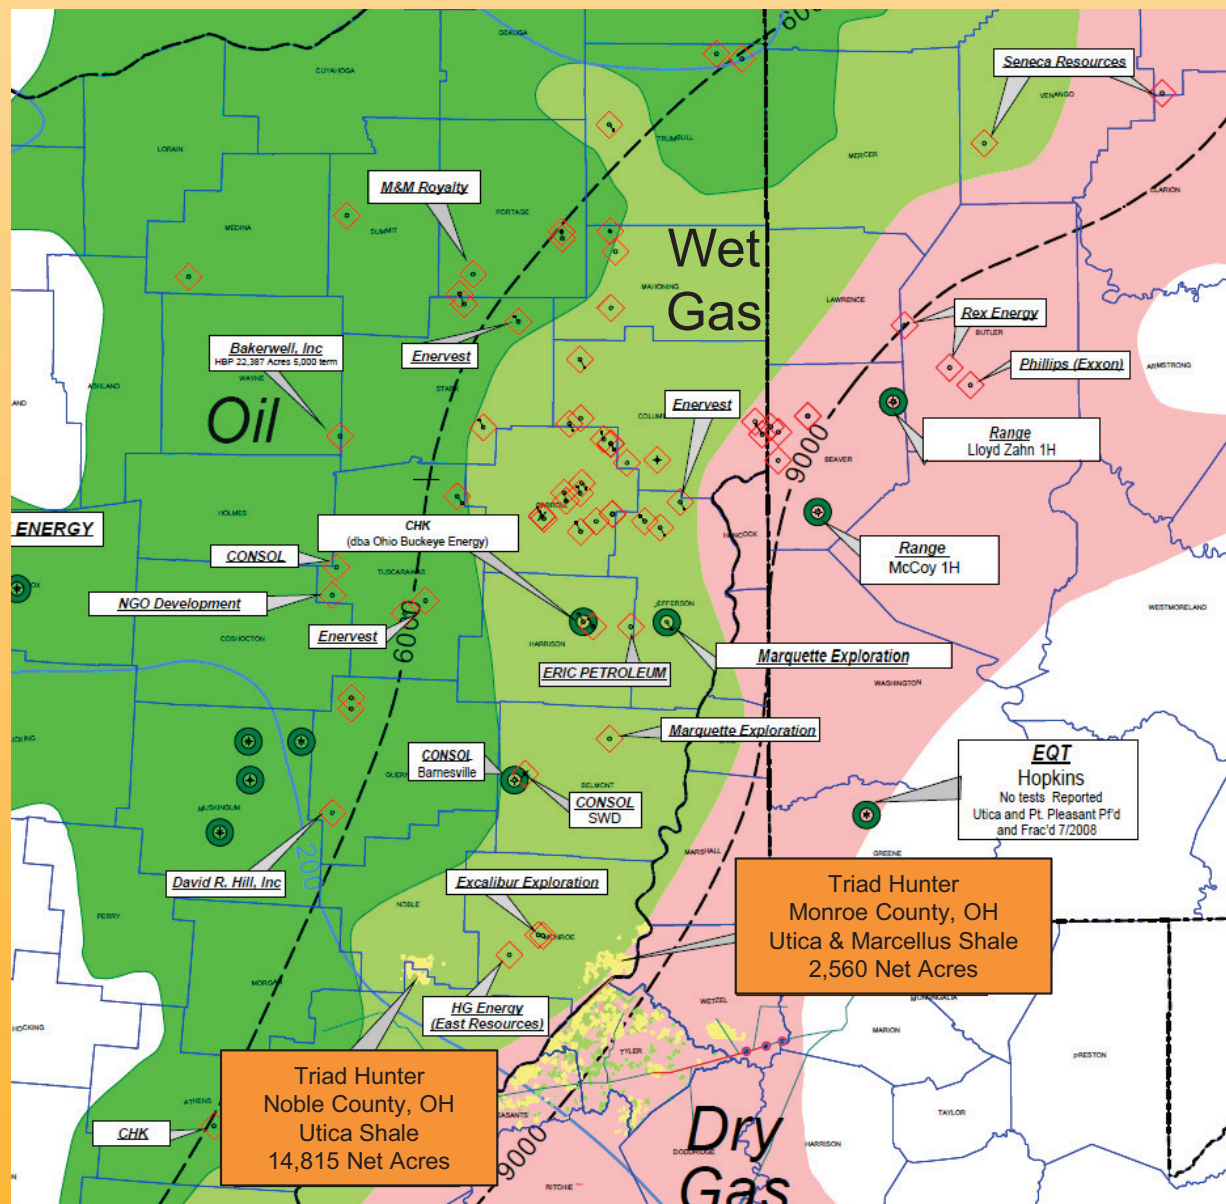 GEAUGA
6000
CUYAHOGA
Seneca Resources
VENANGO
TRUMBULL
LORAIN
MERCER
CLARION
M&M Royalty
PORTAGE
MEDINA
SUMMIT
Wet
Gas
MAHONING
LAWRENCE
Rex Energy
BUTLER
Bakerwell, Inc
HBP 22,387 Acres 5,000 term
Enervest
Phillips (Exxon)
ARMSTRONG
ASHLAND
WAYNE
STARK
Oil
Enervest
Range
Lloyd Zahn 1H
9000
BEAVER
HOLMES
CARROLL
ENERGY
CHK
(dba Ohio Buckeye Energy)
HANCOCK
Range
McCoy 1H
CONSOL
TUSCARAWAS
NGO Development
JEFFERSON
WESTMORELAND
Enervest
6000
COSHOCTON
HARRISON
ERIC PETROLEUM
Marquette Exploration
WASHINGTON
Marquette Exploration
CONSOL
Barnesville
BELMONT
CONSOL
SWD
EQT
Hopkins
No tests Reported
Utica and Pt. Pleasant Pf'd
and Frac'd 7/2008
MUSKINGUM
GREENE
MARSHALL
200
David R. Hill, Inc
Excalibur Exploration
Triad Hunter
Monroe County, OH
Utica & Marcellus Shale
2,560 Net Acres
NOBLE
PERRY
MONROE
MORGAN
HG Energy
(East Resources)
WETZEL
MONONGALIA
HOCKING
MARION
TYLER
PRESTON
Triad Hunter
Noble County, OH
Utica Shale
14,815 Net Acres
ATHENS
CHK
TAYLOR
Dry
Gas
DODDRIDGE
HARRISON
9000
RITCHIE